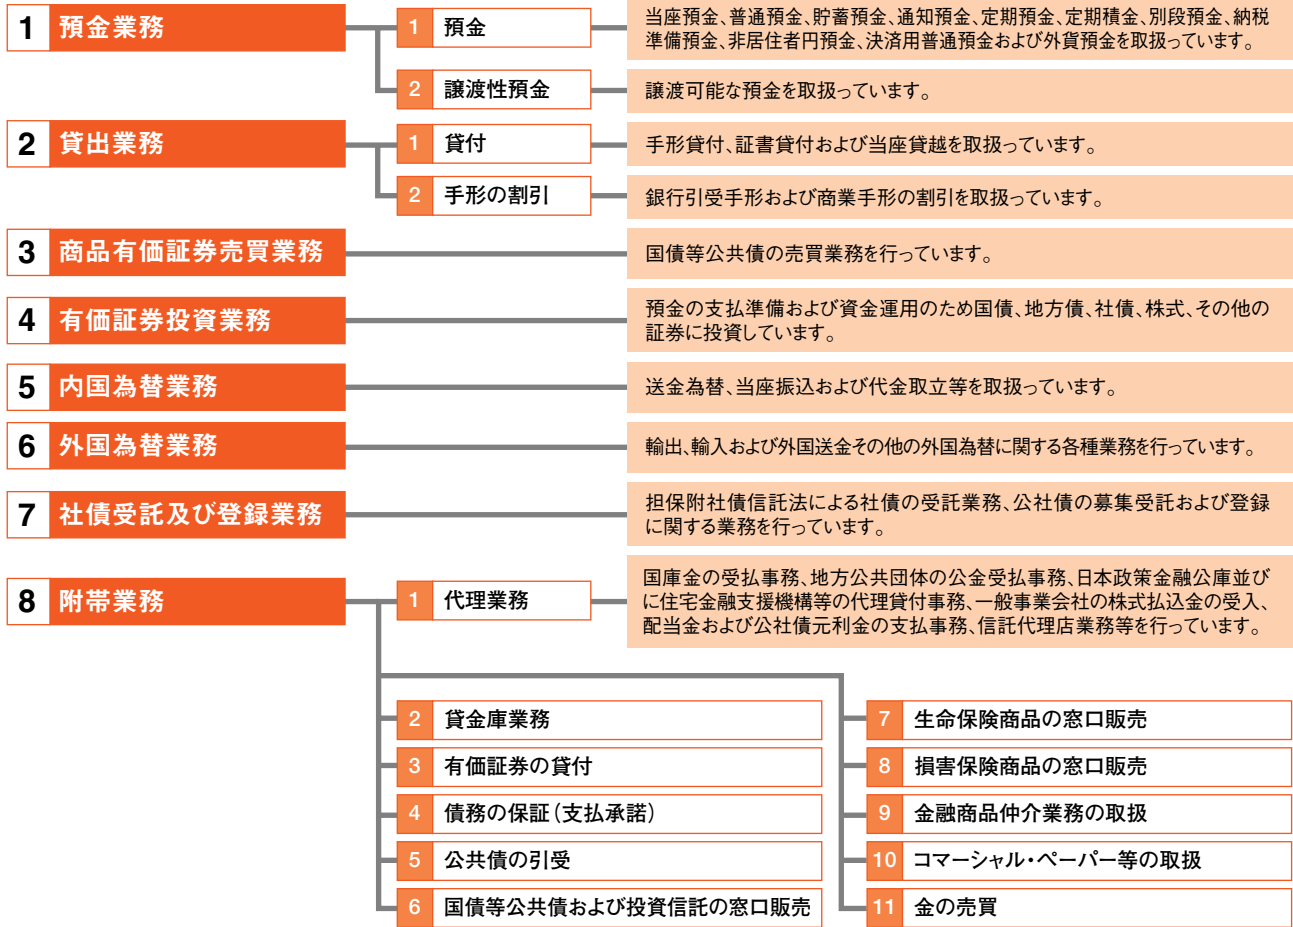 1 預金業務
1 預金
当座預金、普通預金、貯蓄預金、通知預金、定期預金、定期積金、別段預金、納税
準備預金、非居住者円預金、決済用普通預金および外貨預金を取扱っています。
2 譲渡性預金
譲渡可能な預金を取扱っています。
2 貸出業務
1 貸付
手形貸付、証書貸付および当座貸越を取扱っています。
2 手形の割引
銀行引受手形および商業手形の割引を取扱っています。
3 商品有価証券売買業務
国債等公共債の売買業務を行っています。
4 有価証券投資業務
預金の支払準備および資金運用のため国債、地方債、社債、株式、その他の
証券に投資しています。
5 内国為替業務
送金為替、当座振込および代金取立等を取扱っています。
6 外国為替業務
輸出、輸入および外国送金その他の外国為替に関する各種業務を行っています。
7 社債受託及び登録業務
担保附社債信託法による社債の受託業務、公社債の募集受託および登録
に関する業務を行っています。
8 附帯業務
1 代理業務
国庫金の受払事務、地方公共団体の公金受払事務、日本政策金融公庫並び
に住宅金融支援機構等の代理貸付事務、一般事業会社の株式払込金の受入、
配当金および公社債元利金の支払事務、信託代理店業務等を行っています。
2 貸金庫業務
3 有価証券の貸付
4 債務の保証（支払承諾）
5 公共債の引受
6 国債等公共債および投資信託の窓口販売
7 生命保険商品の窓口販売
8 損害保険商品の窓口販売
9 金融商品仲介業務の取扱
10 コマーシャル・ペーパー等の取扱
11 金の売買